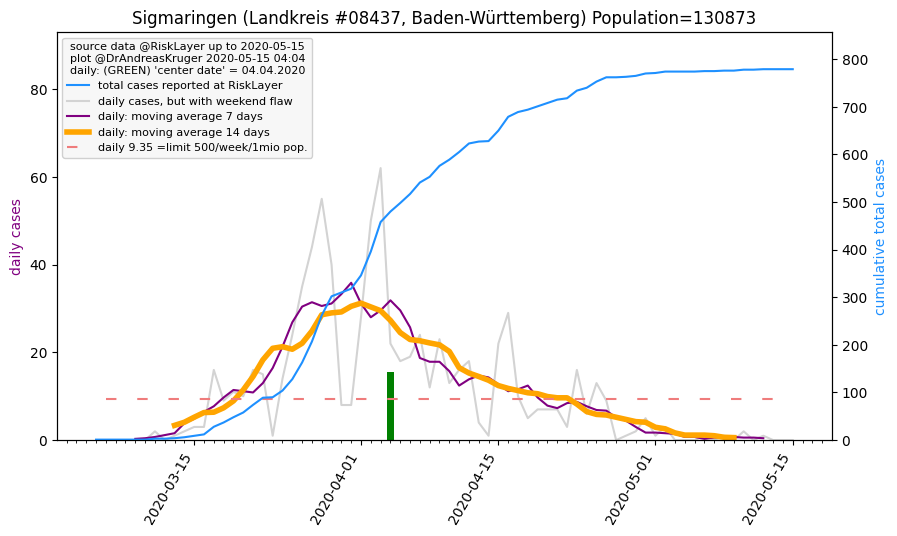 Sigmaringen (Landkreis #08437, Baden-Württemberg) Population=130873
source data @RiskLayer up to 2020-05-15
plot @DrAndreasKruger 2020-05-15 04:04
daily: (GREEN) 'center date' = 04.04.2020
total cases reported at RiskLayer
daily cases, but with weekend flaw
daily: moving average 7 days
daily: moving average 14 days
daily 9.35 =limit 500/week/1mio pop.
daily cases
80
60
40
20
0
cumulative total cases
800
700
600
500
400
300
200
100
0
2020-03-15
2020-04-01
2020-04-15
2020-05-01
2020-05-15